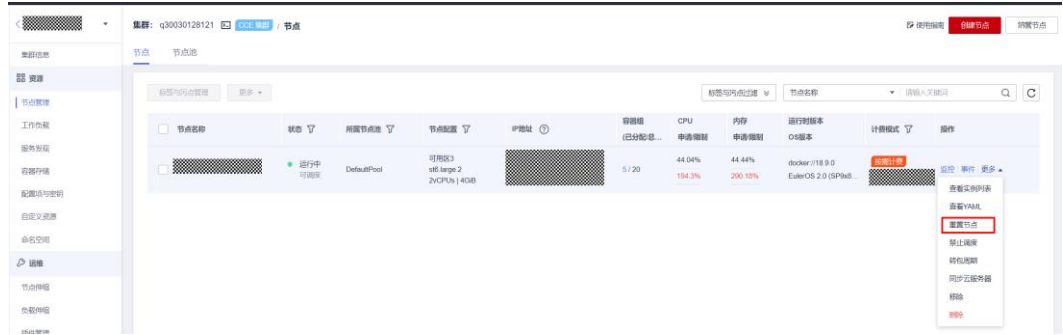 集群：q30030128121 CCE 集群 / 节点
使用指南 创建节点 纳管节点
集群信息
节点 节点池
资源
节点管理
工作负载
服务发现
容器存储
配置项与密钥
自定义资源
命名空间
运维
节点伸缩
负载伸缩
插件管理
标签与污点管理 更多
标签与污点过滤 节点名称 请输入关键词
节点名称 状态 所属节点池 节点配置 IP地址 容器组 CPU 内存 运行时版本 计费模式 操作
(已分配/总... 申请/限制 申请/限制 OS版本
运行中 DefaultPool 可用区3 5 / 20 44.04% 44.44% docker://18.9.0 按需计费 监控 事件 更多
可调度 st6.large.2 194.3% 200.18% EulerOS 2.0 (SP9x8...
2vCPUs | 4GiB
查看实例列表
查看YAML
重置节点
禁止调度
转包周期
同步云服务器
移除
删除